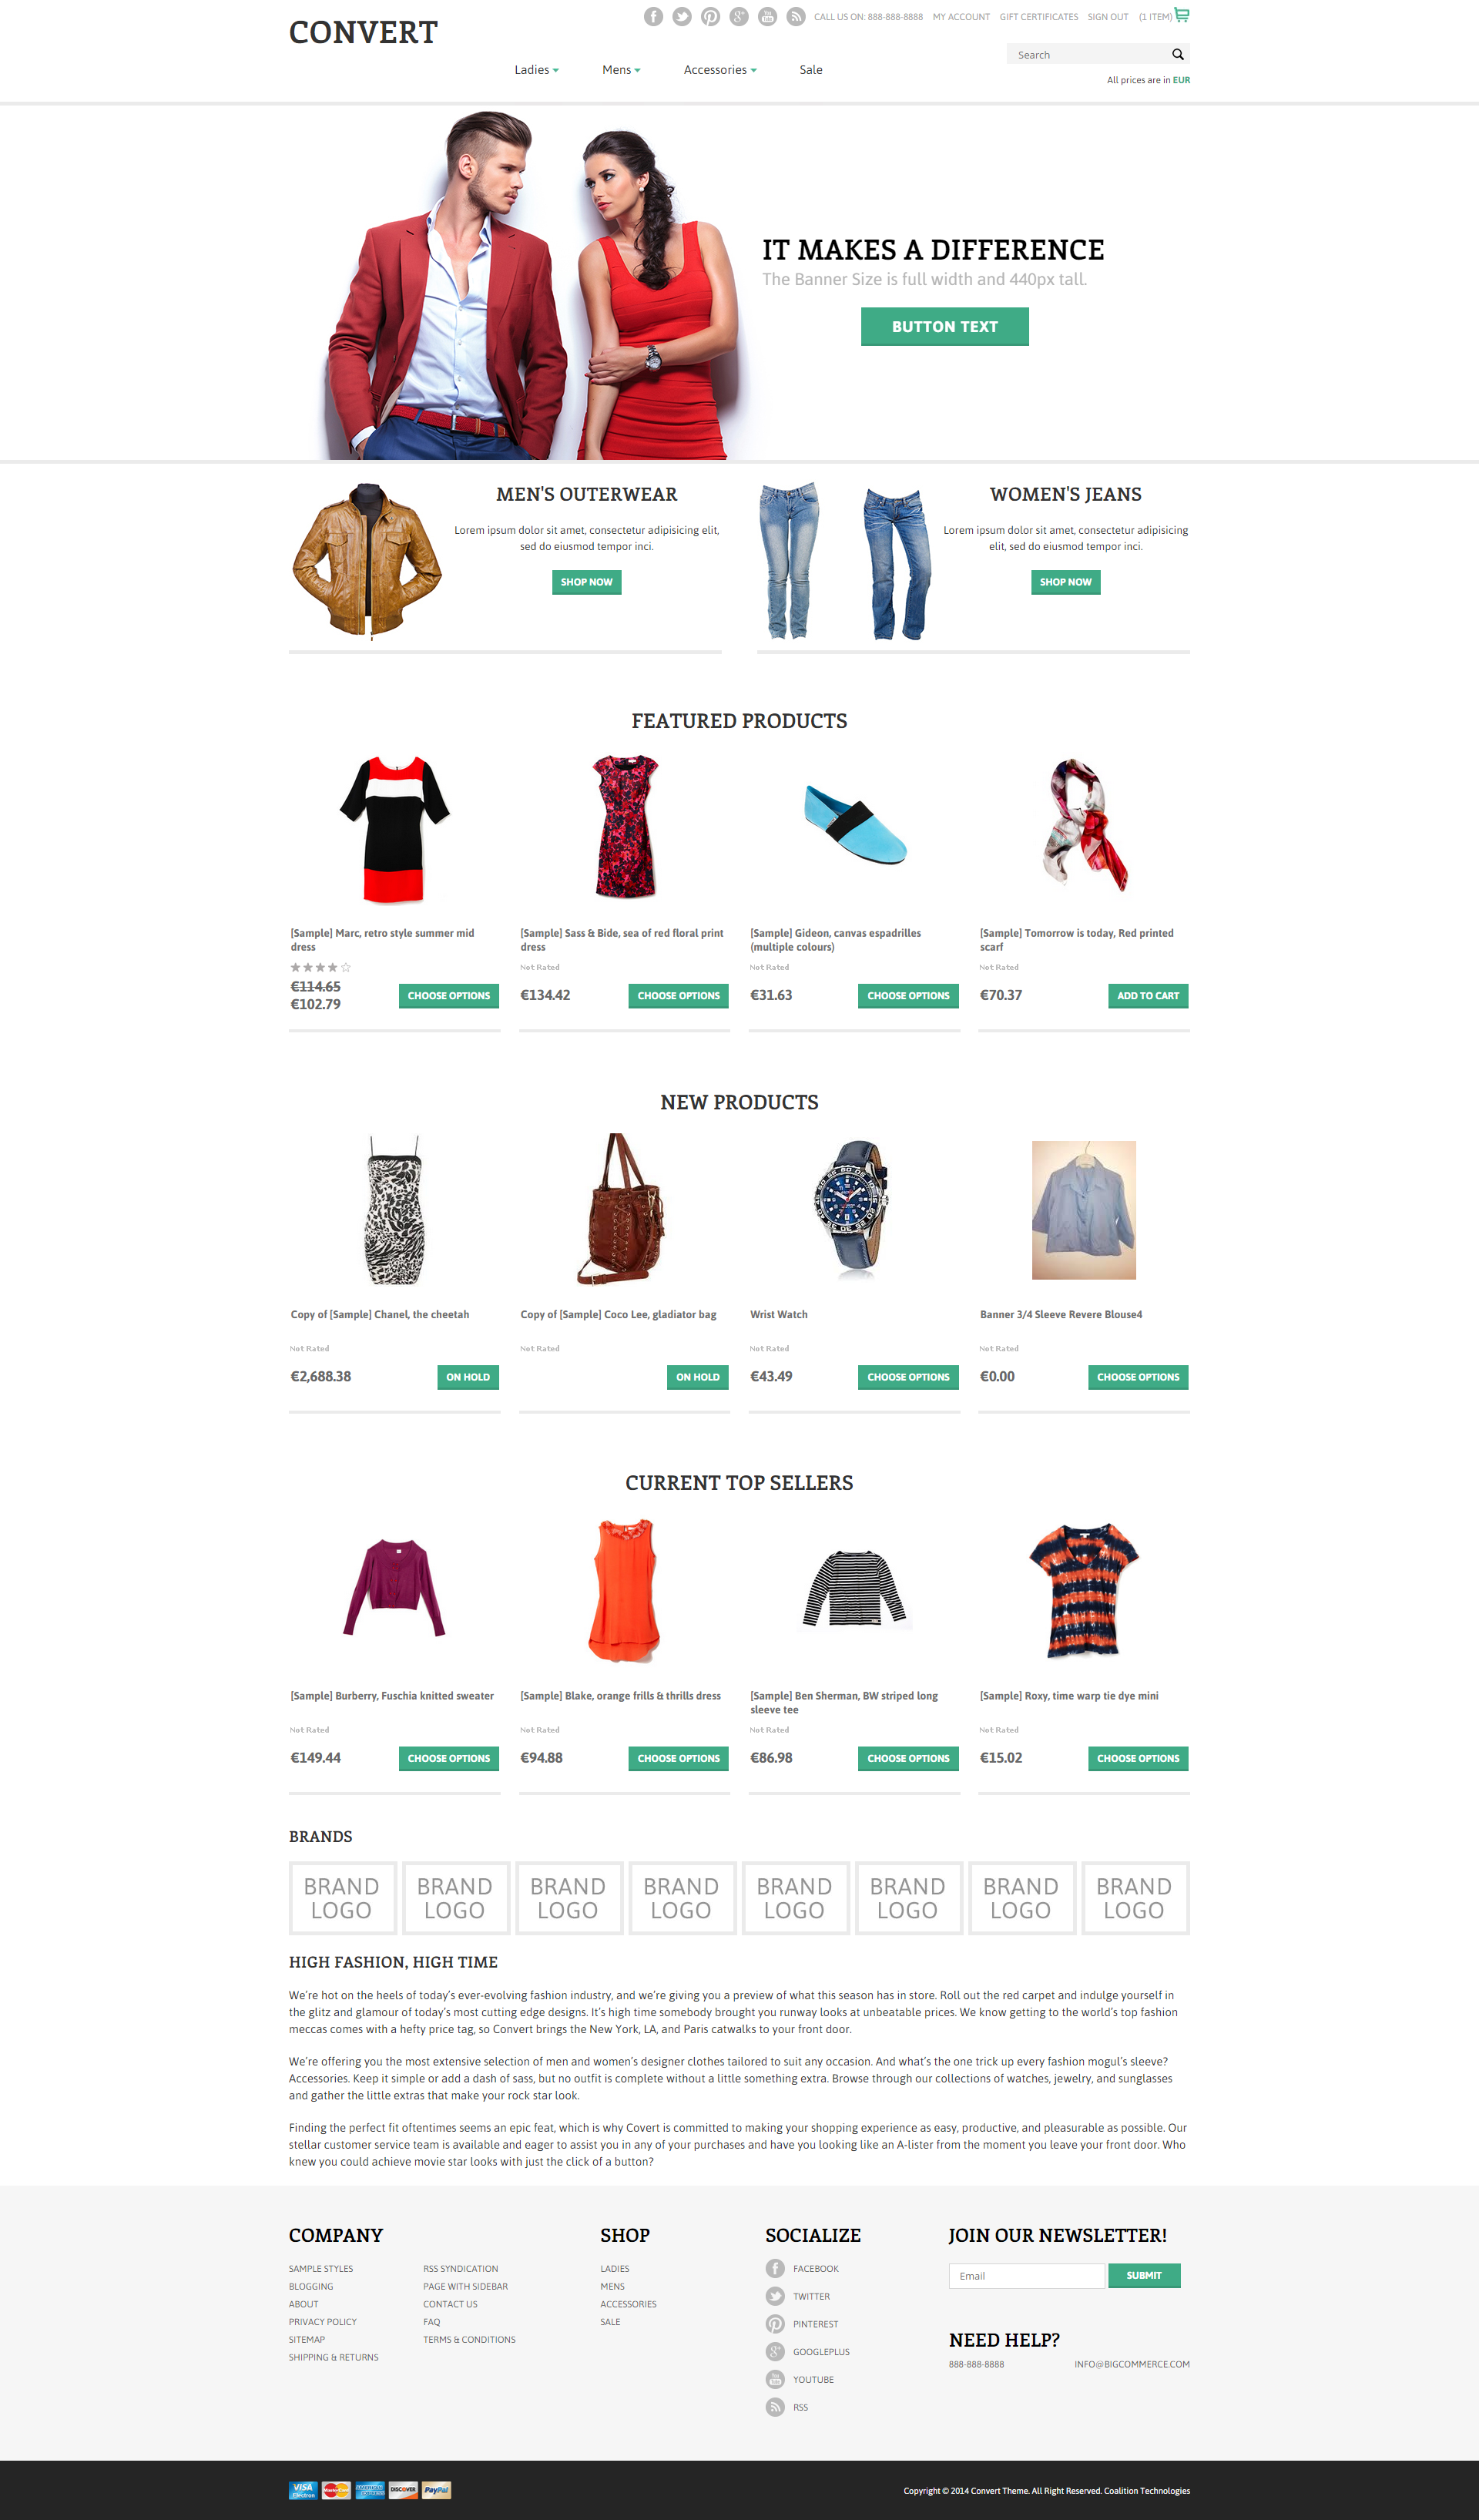 CONVERT
CALL US ON: 888-888-8888 MY ACCOUNT GIFT CERTIFICATES SIGN OUT (1 ITEM)
Search
Ladies Mens Accessories Sale
All prices are in EUR
IT MAKES A DIFFERENCE
The Banner Size is full width and 440px tall.
BUTTON TEXT
MEN'S OUTERWEAR
Lorem ipsum dolor sit amet, consectetur adipisicing elit,
sed do eiusmod tempor inci.
SHOP NOW
WOMEN'S JEANS
Lorem ipsum dolor sit amet, consectetur adipisicing
elit, sed do eiusmod tempor inci.
SHOP NOW
FEATURED PRODUCTS
[Sample] Marc, retro style summer mid
dress
€114.65
€102.79
CHOOSE OPTIONS
[Sample] Sass & Bide, sea of red floral print
dress
Not Rated
€134.42
CHOOSE OPTIONS
[Sample] Gideon, canvas espadrilles
(multiple colours)
Not Rated
€31.63
CHOOSE OPTIONS
[Sample] Tomorrow is today, Red printed
scarf
Not Rated
€70.37
ADD TO CART
NEW PRODUCTS
Copy of [Sample] Chanel, the cheetah
Not Rated
€2,688.38
ON HOLD
Copy of [Sample] Coco Lee, gladiator bag
Not Rated
ON HOLD
Wrist Watch
Not Rated
€43.49
CHOOSE OPTIONS
Banner 3/4 Sleeve Revere Blouse4
Not Rated
€0.00
CHOOSE OPTIONS
CURRENT TOP SELLERS
[Sample] Burberry, Fuschia knitted sweater
Not Rated
€149.44
CHOOSE OPTIONS
[Sample] Blake, orange frills & thrills dress
Not Rated
€94.88
CHOOSE OPTIONS
[Sample] Ben Sherman, BW striped long
sleeve tee
Not Rated
€86.98
CHOOSE OPTIONS
[Sample] Roxy, time warp tie dye mini
Not Rated
€15.02
CHOOSE OPTIONS
BRANDS
BRAND BRAND BRAND BRAND BRAND BRAND BRAND BRAND
LOGO LOGO LOGO LOGO LOGO LOGO LOGO LOGO
HIGH FASHION, HIGH TIME
We're hot on the heels of today's ever-evolving fashion industry, and we're giving you a preview of what this season has in store. Roll out the red carpet and indulge yourself in
the glitz and glamour of today's most cutting edge designs. It's high time somebody brought you runway looks at unbeatable prices. We know getting to the world's top fashion
meccas comes with a hefty price tag, so Convert brings the New York, LA, and Paris catwalks to your front door.
We're offering you the most extensive selection of men and women's designer clothes tailored to suit any occasion. And what's the one trick up every fashion mogul's sleeve?
Accessories. Keep it simple or add a dash of sass, but no outfit is complete without a little something extra. Browse through our collections of watches, jewelry, and sunglasses
and gather the little extras that make your rock star look.
Finding the perfect fit oftentimes seems an epic feat, which is why Covert is committed to making your shopping experience as easy, productive, and pleasurable as possible. Our
stellar customer service team is available and eager to assist you in any of your purchases and have you looking like an A-lister from the moment you leave your front door. Who
knew you could achieve movie star looks with just the click of a button?
COMPANY
SAMPLE STYLES
BLOGGING
ABOUT
PRIVACY POLICY
SITEMAP
SHIPPING & RETURNS
RSS SYNDICATION
PAGE WITH SIDEBAR
CONTACT US
FAQ
TERMS & CONDITIONS
SHOP
LADIES
MENS
ACCESSORIES
SALE
SOCIALIZE
FACEBOOK
TWITTER
PINTEREST
GOOGLEPLUS
YOUTUBE
RSS
JOIN OUR NEWSLETTER!
Email
SUBMIT
NEED HELP?
888-888-8888
INFO@BIGCOMMERCE.COM
VISA
Electron
DISCOVER
PayPal
Copyright © 2014 Convert Theme. All Right Reserved. Coalition Technologies